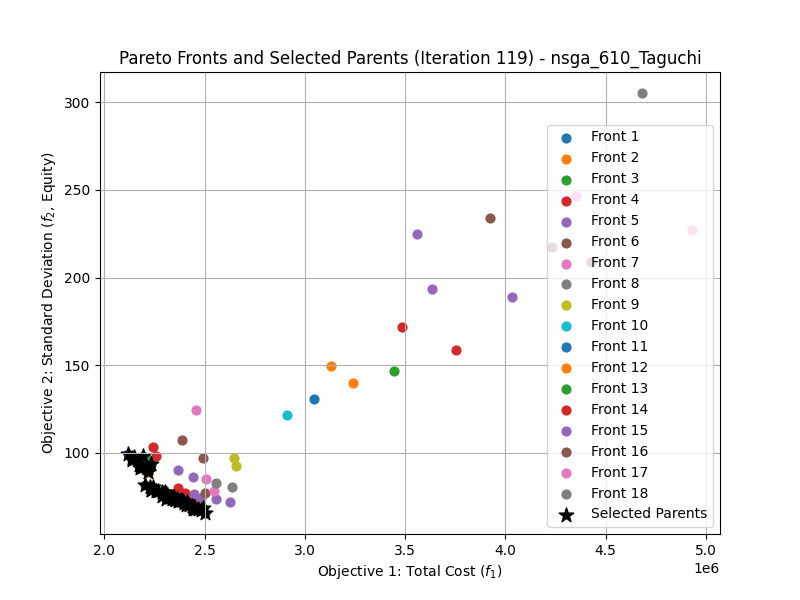 Pareto Fronts and Selected Parents (Iteration 119) - nsga_610_Taguchi
Objective 2: Standard Deviation (f₂, Equity)
300
250
200
150
100
Front 1
Front 2
Front 3
Front 4
Front 5
Front 6
Front 7
Front 8
Front 9
Front 10
Front 11
Front 12
Front 13
Front 14
Front 15
Front 16
Front 17
Front 18
Selected Parents
2.0 2.5 3.0 3.5 4.0 4.5 5.0
1e6
Objective 1: Total Cost (f₁)